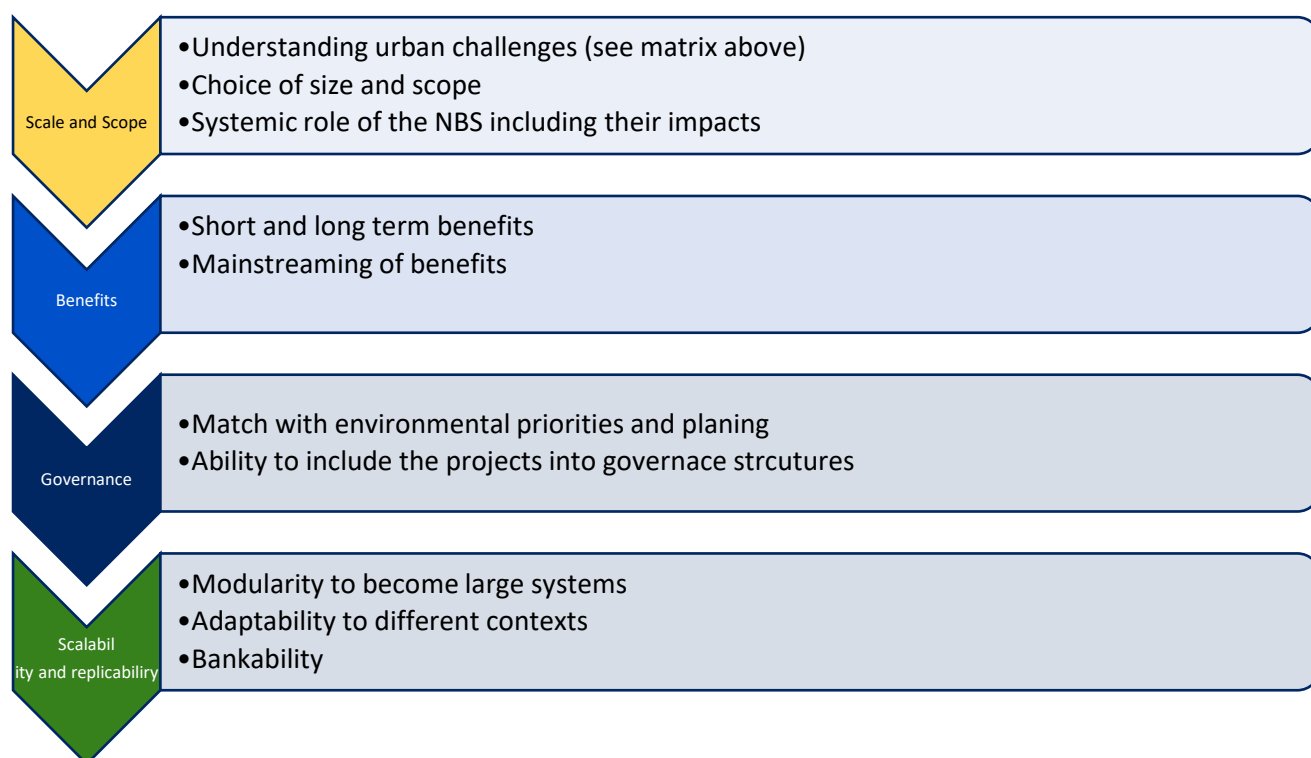 Scale and Scope
•Understanding urban challenges (see matrix above)
•Choice of size and scope
•Systemic role of the NBS including their impacts
Benefits
•Short and long term benefits
•Mainstreaming of benefits
Governance
•Match with environmental priorities and planing
•Ability to include the projects into governace strcutures
Scalabil
ity and replicabiliry
•Modularity to become large systems
•Adaptability to different contexts
•Bankability